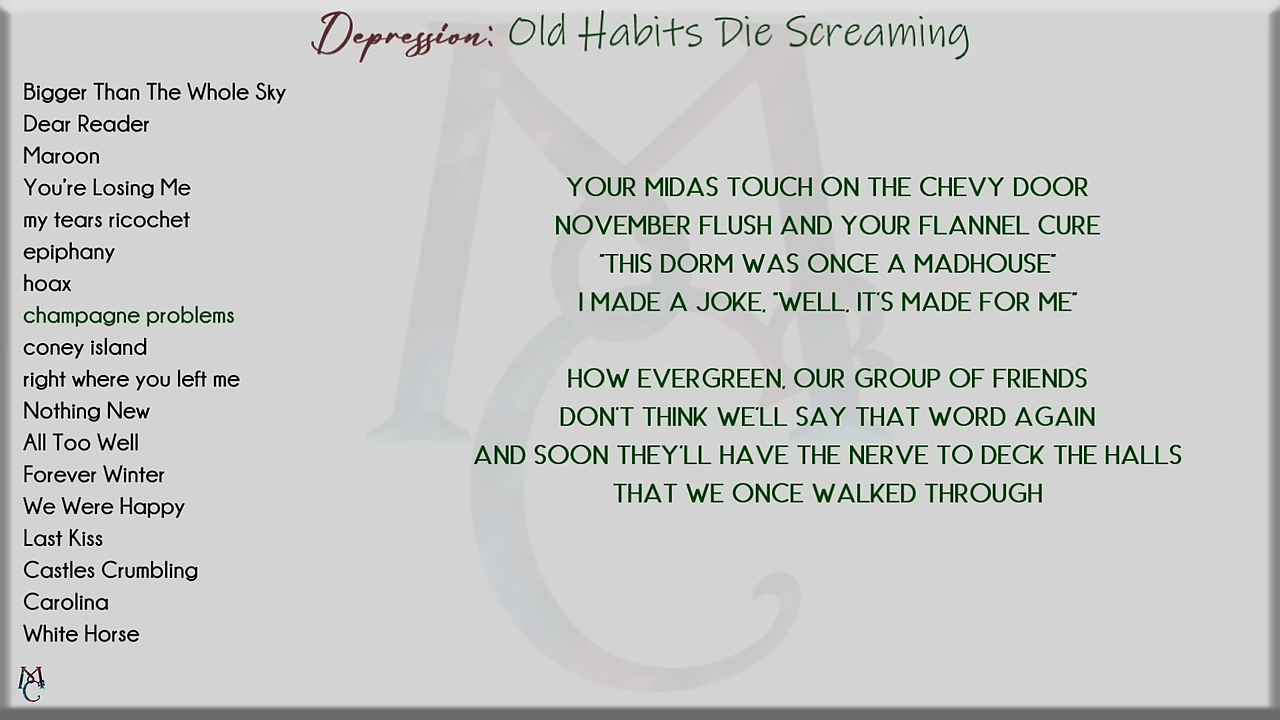 Depression: Old Habits Die Screaming
Bigger Than The Whole Sky
Dear Reader
Maroon
You're Losing Me
my tears ricochet
epiphany
hoax
champagne problems
coney island
right where you left me
Nothing New
All Too Well
Forever Winter
We Were Happy
Last Kiss
Castles Crumbling
Carolina
White Horse
YOUR MIDAS TOUCH ON THE CHEVY DOOR
NOVEMBER FLUSH AND YOUR FLANNEL CURE
"THIS DORM WAS ONCE A MADHOUSE"
I MADE A JOKE, "WELL, IT'S MADE FOR ME"
HOW EVERGREEN, OUR GROUP OF FRIENDS
DON'T THINK WE'LL SAY THAT WORD AGAIN
AND SOON THEY'LL HAVE THE NERVE TO DECK THE HALLS
THAT WE ONCE WALKED THROUGH